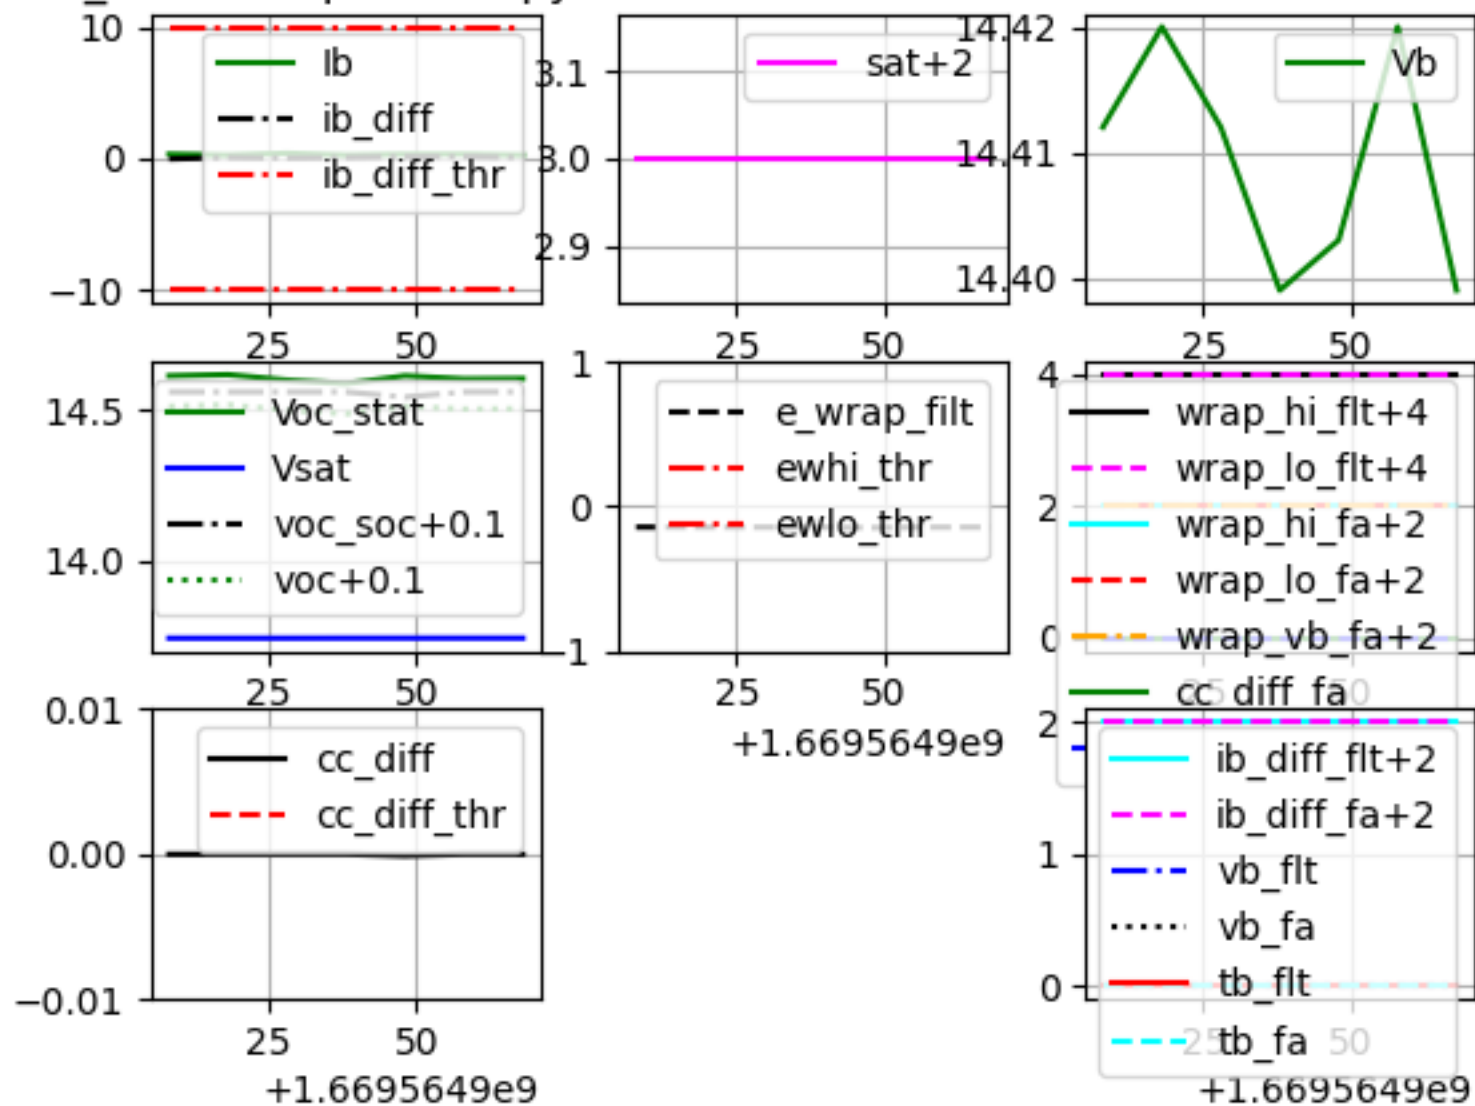 10
0
−10
Ib
ib_diff
ib_diff_thr
25 50
3.1
3.0
2.9
sat+2
25 50
14.42
14.41
14.40
Vb
25 50
14.5
14.0
Voc_stat
Vsat
voc_soc+0.1
voc+0.1
25 50
1
0
−1
e_wrap_filt
ewhi_thr
ewlo_thr
25 50
+1.6695649e9
4
2
0
wrap_hi_flt+4
wrap_lo_flt+4
wrap_hi_fa+2
wrap_lo_fa+2
wrap_vb_fa+2
cc_diff_fa
25 50
0.01
0.00
−0.01
cc_diff
cc_diff_thr
25 50
+1.6695649e9
2
1
0
ib_diff_flt+2
ib_diff_fa+2
vb_flt
vb_fa
tb_flt
tb_fa
25 50
+1.6695649e9